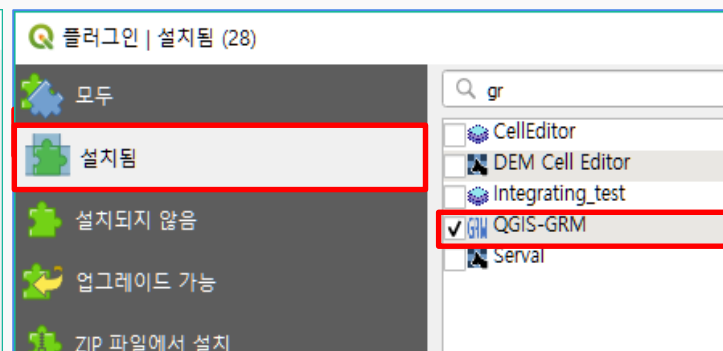 플러그인 | 설치됨 (28)
모두
설치됨
설치되지 않음
업그레이드 가능
ZIP 파일에서 설치
gr
CellEditor
DEM Cell Editor
Integrating_test
GRM QGIS-GRM
Serval